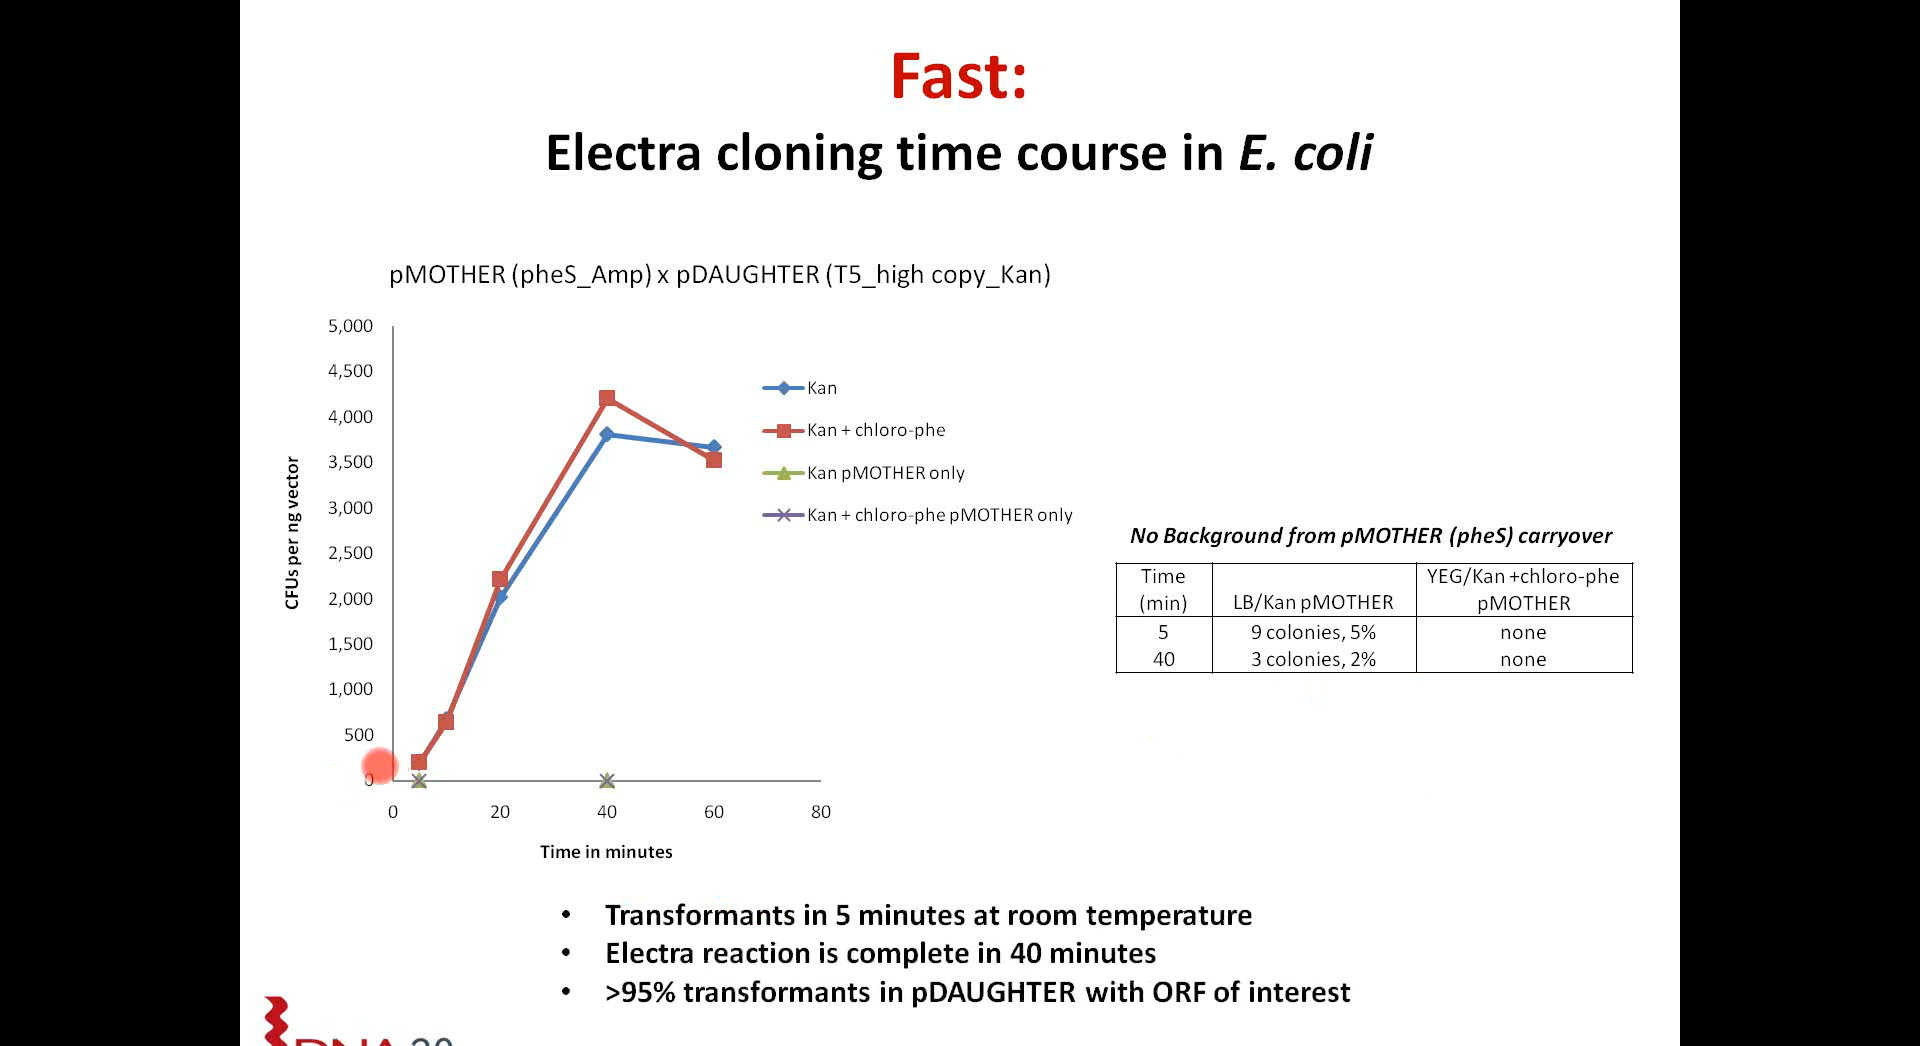 Fast:
Electra cloning time course in E. coli
pMOTHER (pheS_Amp) x pDAUGHTER (T5_high copy_Kan)
5,000
4,500
4,000
3,500
3,000
2,500
2,000
1,500
1,000
500
0
CFUs per ng vector
0 20 40 60 80
Time in minutes
Kan
Kan + chloro-phe
Kan pMOTHER only
Kan + chloro-phe pMOTHER only
No Background from pMOTHER (pheS) carryover
Time (min) LB/Kan pMOTHER YEG/Kan +chloro-phe pMOTHER
5 9 colonies, 5% none
40 3 colonies, 2% none
• Transformants in 5 minutes at room temperature
• Electra reaction is complete in 40 minutes
• >95% transformants in pDAUGHTER with ORF of interest
DNA20